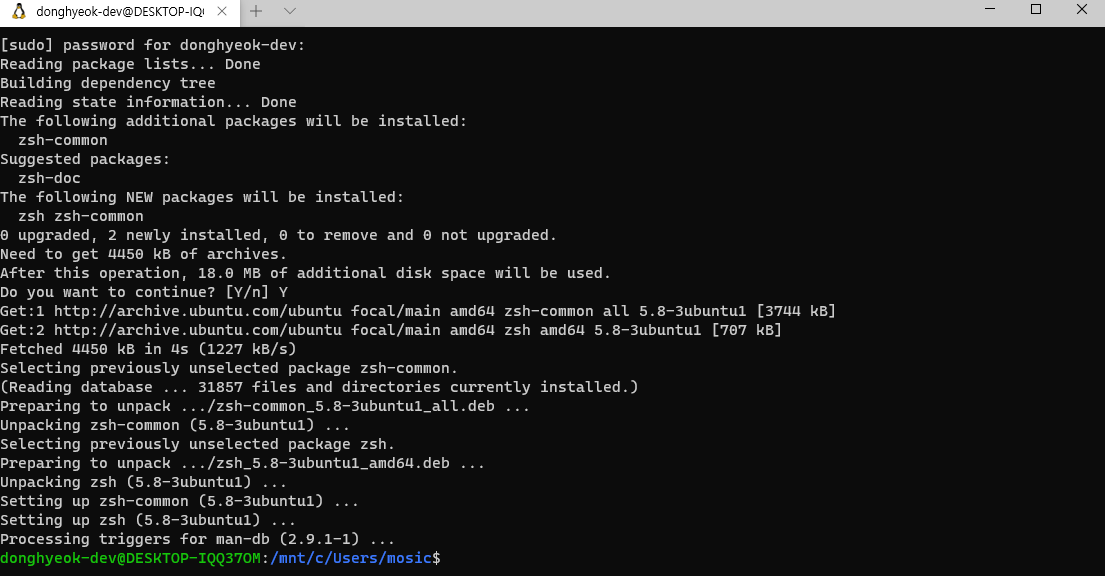 donghyeok-dev@DESKTOP-IQQ
[sudo] password for donghyeok-dev:
Reading package lists... Done
Building dependency tree
Reading state information... Done
The following additional packages will be installed:
  zsh-common
Suggested packages:
  zsh-doc
The following NEW packages will be installed:
  zsh zsh-common
0 upgraded, 2 newly installed, 0 to remove and 0 not upgraded.
Need to get 4450 kB of archives.
After this operation, 18.0 MB of additional disk space will be used.
Do you want to continue? [Y/n] Y
Get:1 http://archive.ubuntu.com/ubuntu focal/main amd64 zsh-common all 5.8-3ubuntu1 [3744 kB]
Get:2 http://archive.ubuntu.com/ubuntu focal/main amd64 zsh amd64 5.8-3ubuntu1 [707 kB]
Fetched 4450 kB in 4s (1227 kB/s)
Selecting previously unselected package zsh-common.
(Reading database ... 31857 files and directories currently installed.)
Preparing to unpack .../zsh-common_5.8-3ubuntu1_all.deb ...
Unpacking zsh-common (5.8-3ubuntu1) ...
Selecting previously unselected package zsh.
Preparing to unpack .../zsh_5.8-3ubuntu1_amd64.deb ...
Unpacking zsh (5.8-3ubuntu1) ...
Setting up zsh-common (5.8-3ubuntu1) ...
Setting up zsh (5.8-3ubuntu1) ...
Processing triggers for man-db (2.9.1-1) ...
donghyeok-dev@DESKTOP-IQQ37OM:/mnt/c/Users/mosic$